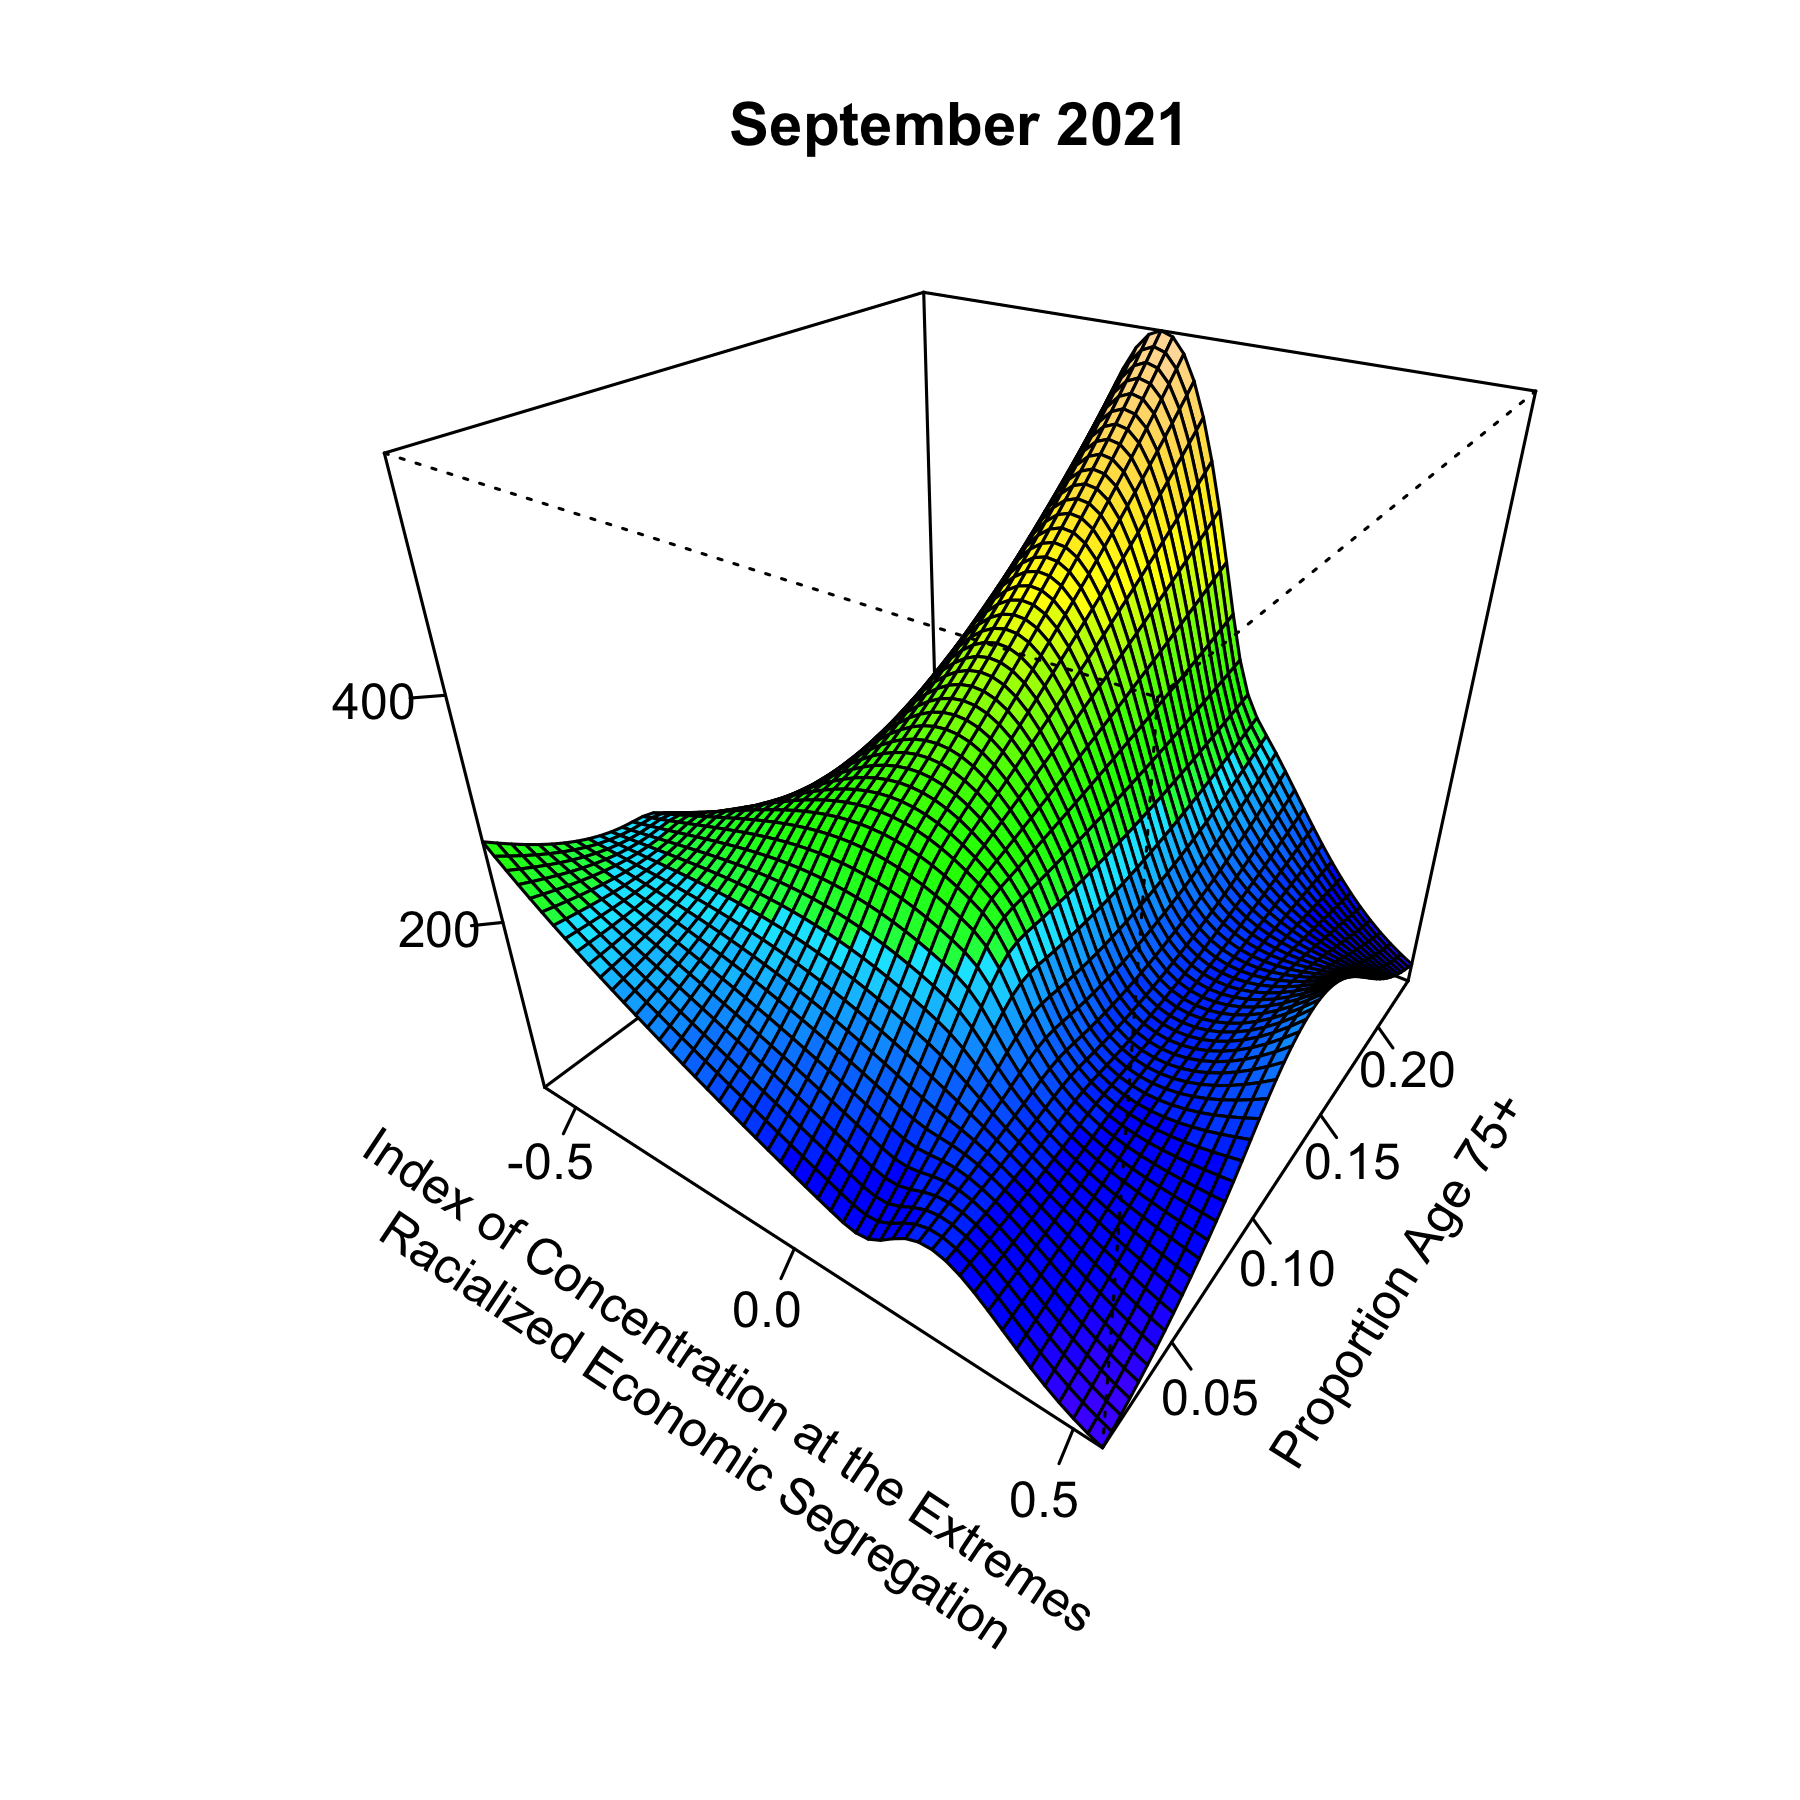 September 2021
400
200
-0.5
0.0
0.5
Index of Concentration at the Extremes
Racialized Economic Segregation
0.05
0.10
0.15
0.20
Proportion Age 75+